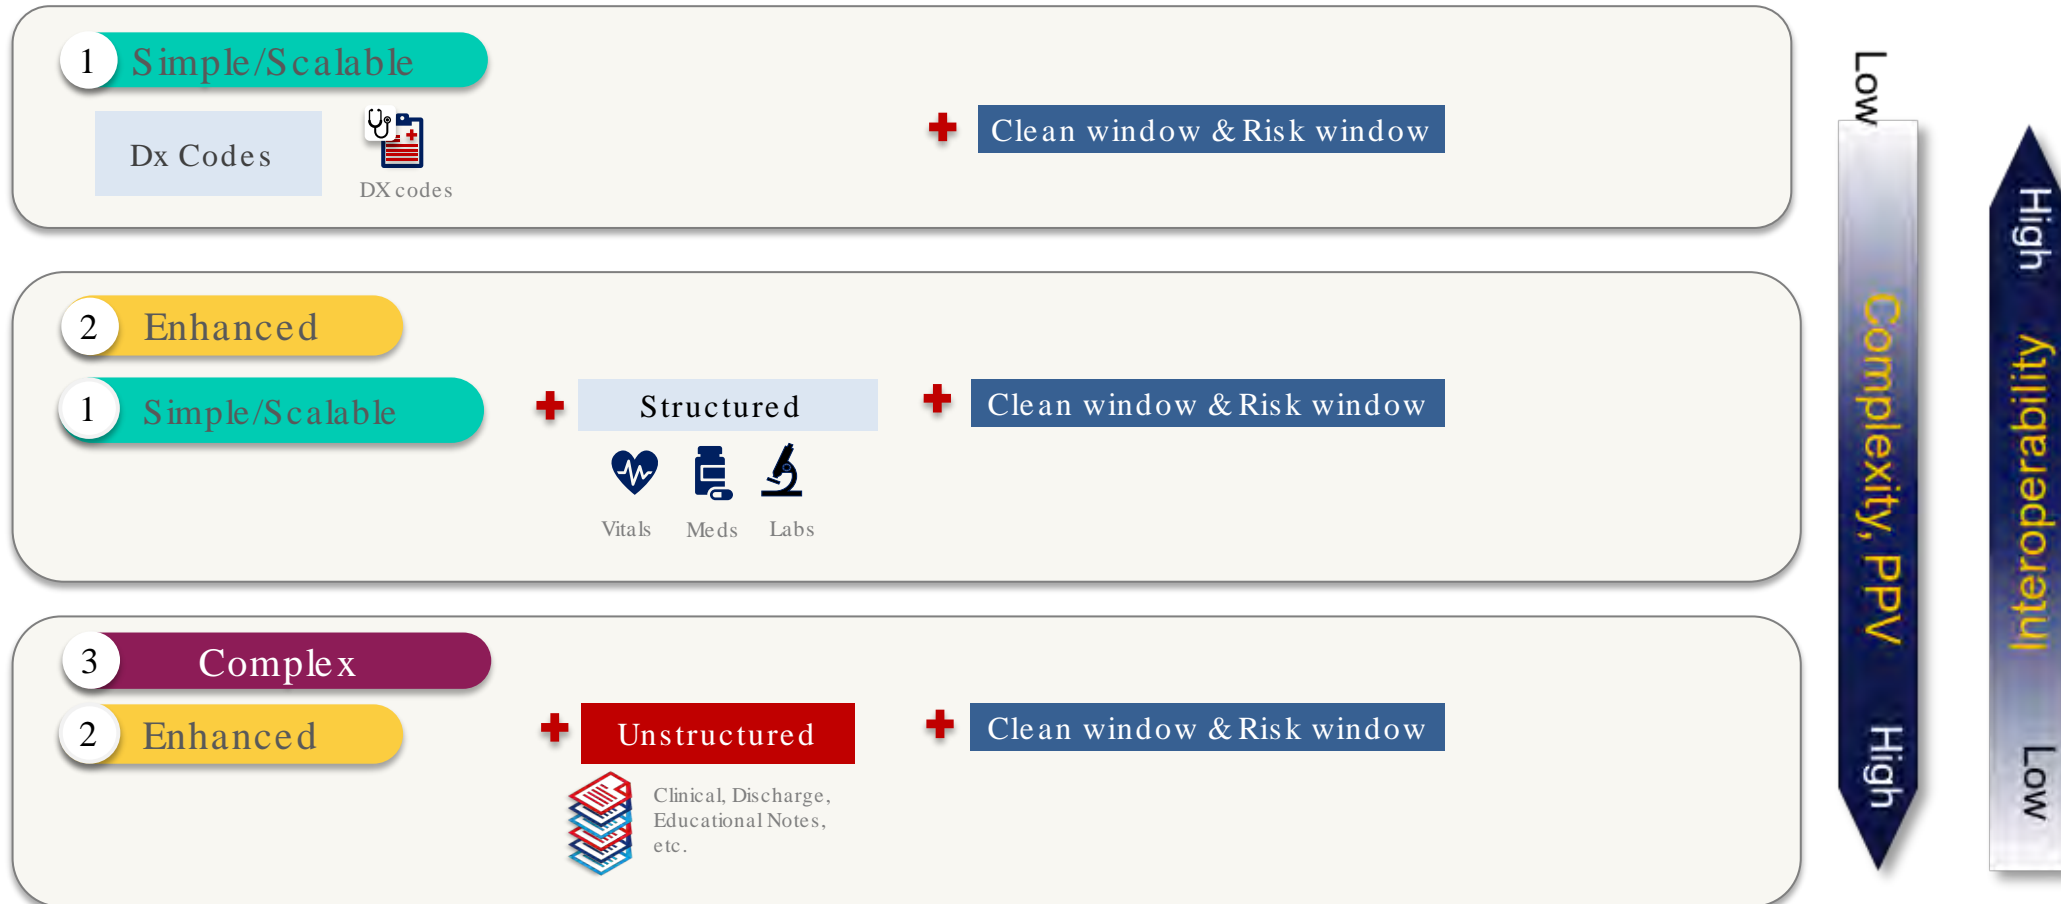 1 Simple/Scalable
Dx Codes
DX codes
Clean window & Risk window
2 Enhanced
1 Simple/Scalable
Structured
Clean window & Risk window
Vitals Meds Labs
3 Complex
2 Enhanced
Unstructured
Clean window & Risk window
Clinical, Discharge,
Educational Notes,
etc.
Low Complexity, PPV High
High Interoperability Low